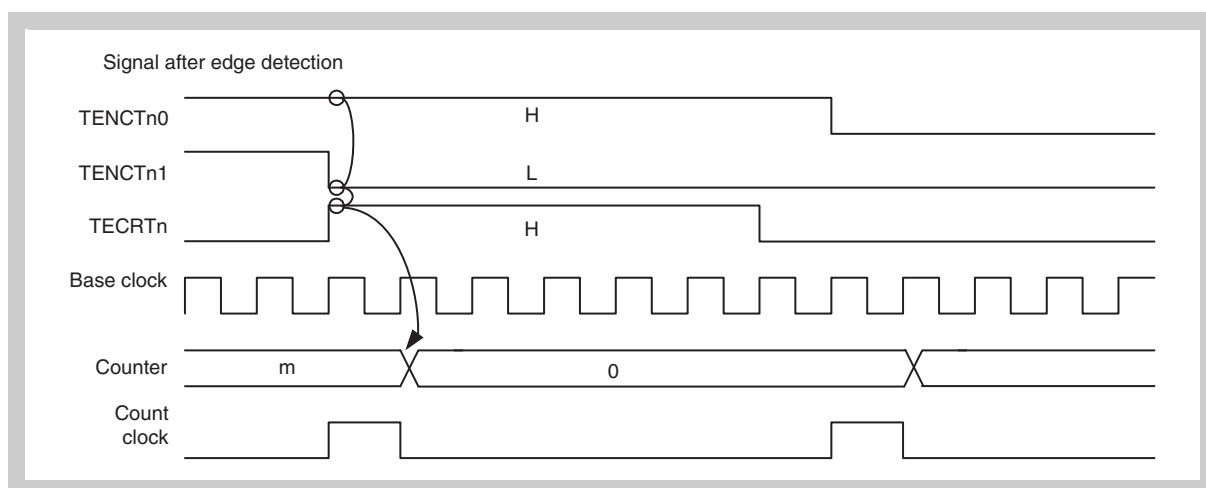 Signal after edge detection
TENCTn0
H
TENCTn1
L
TECRTn
H
Base clock
Counter
m
0
Count
clock